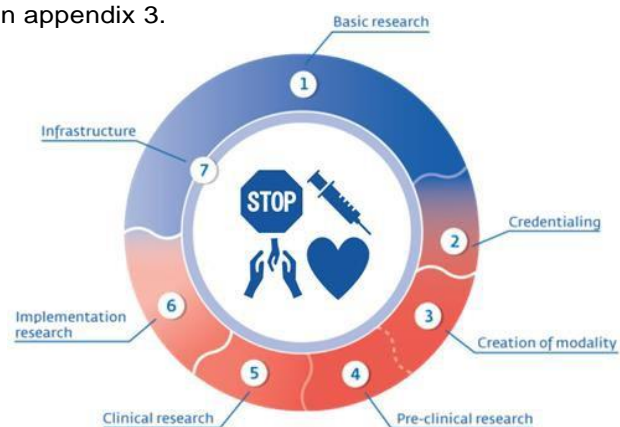 n appendix 3.
Basic research
1
Infrastructure
7
STOP
Credentialing
2
Implementation
research
6
3
Creation of modality
5
4
Clinical research
Pre-clinical research